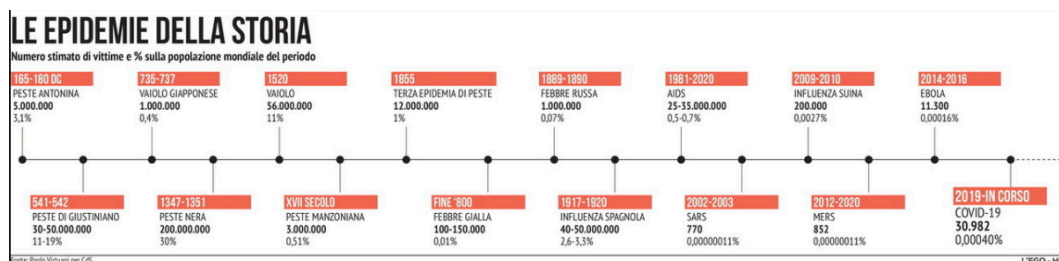 LE EPIDEMIE DELLA STORIA
Numero stimato di vittime e % sulla popolazione mondiale del periodo
165-180 DC
PESTE ANTONINA
5.000.000
3,1%
735-737
VAIOLO GIAPPONESE
1.000.000
0,4%
1520
VAIOLO
56.000.000
11%
1855
TERZA EPIDEMIA DI PESTE
12.000.000
1%
1889-1890
FEBBRE RUSSA
1.000.000
0,07%
1981-2020
AIDS
25-35.000.000
0,5-0,7%
2009-2010
INFLUENZA SUINA
200.000
0,0027%
2014-2016
EBOLA
11.300
0,00016%
541-542
PESTE DI GIUSTINIANO
30-50.000.000
11-19%
1347-1351
PESTE NERA
200.000.000
30%
XVII SECOLO
PESTE MANZONIANA
3.000.000
0,51%
FINE '800
FEBBRE GIALLA
100-150.000
0,01%
1917-1920
INFLUENZA SPAGNOLA
40-50.000.000
2,6-3,3%
2002-2003
SARS
770
0,00000011%
2012-2020
MERS
852
0,00000011%
2019-IN CORSO
COVID-19
30.982
0,00040%
Fonte: Paolo Virtuani per CdS
L'EGO - H